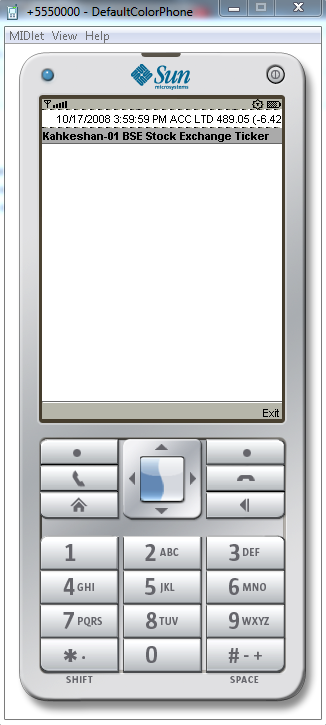 +5550000 - DefaultColorPhone
MIDlet View Help
Sun
microsystems
10/17/2008 3:59:59 PM ACC LTD 489.05 (-6.42
Kahkeshan-01 BSE Stock Exchange Ticker
Exit
1 2 ABC 3 DEF
4 GHI 5 JKL 6 MNO
7 PQRS 8 TUV 9 WXYZ
* . 0 # - +
SHIFT SPACE